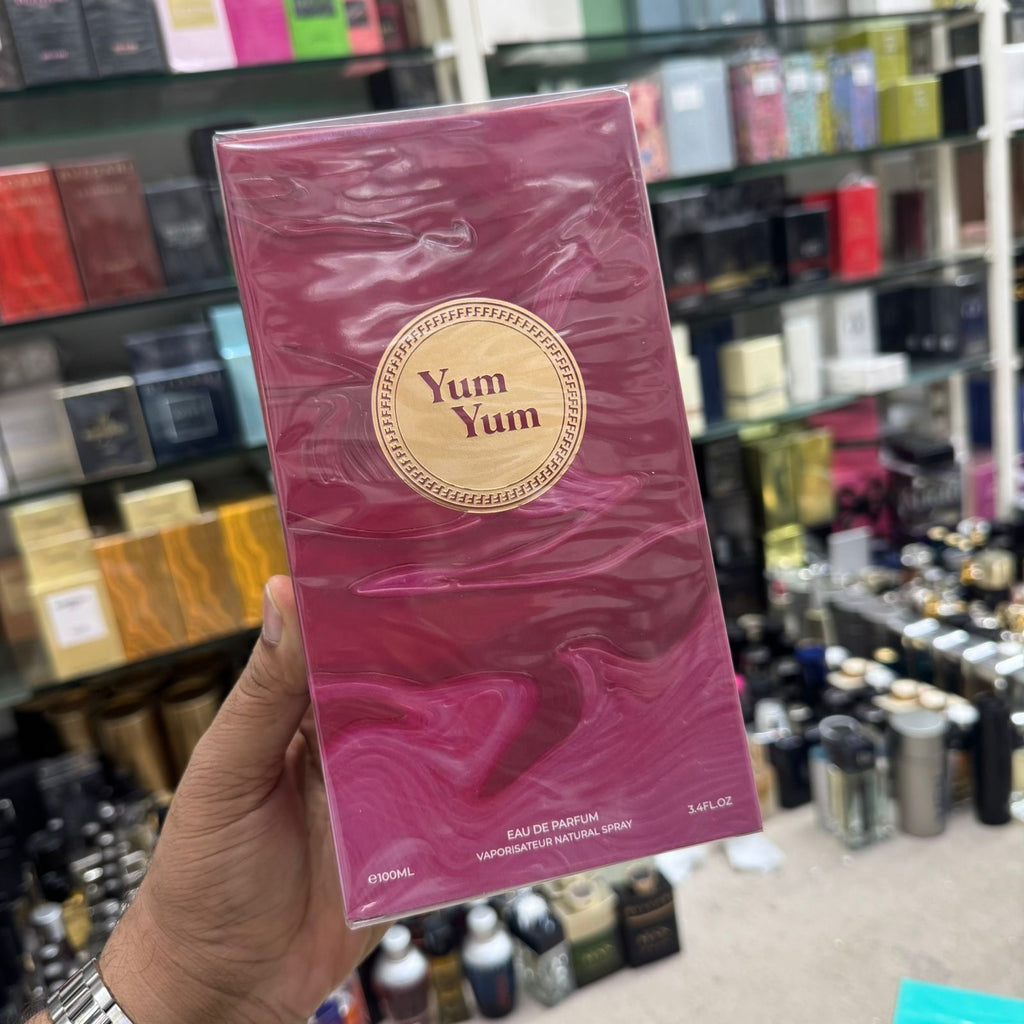 Yum
Yum
EAU DE PARFUM
VAPORISATEUR NATURAL SPRAY
3.4FL.OZ
℮100ML